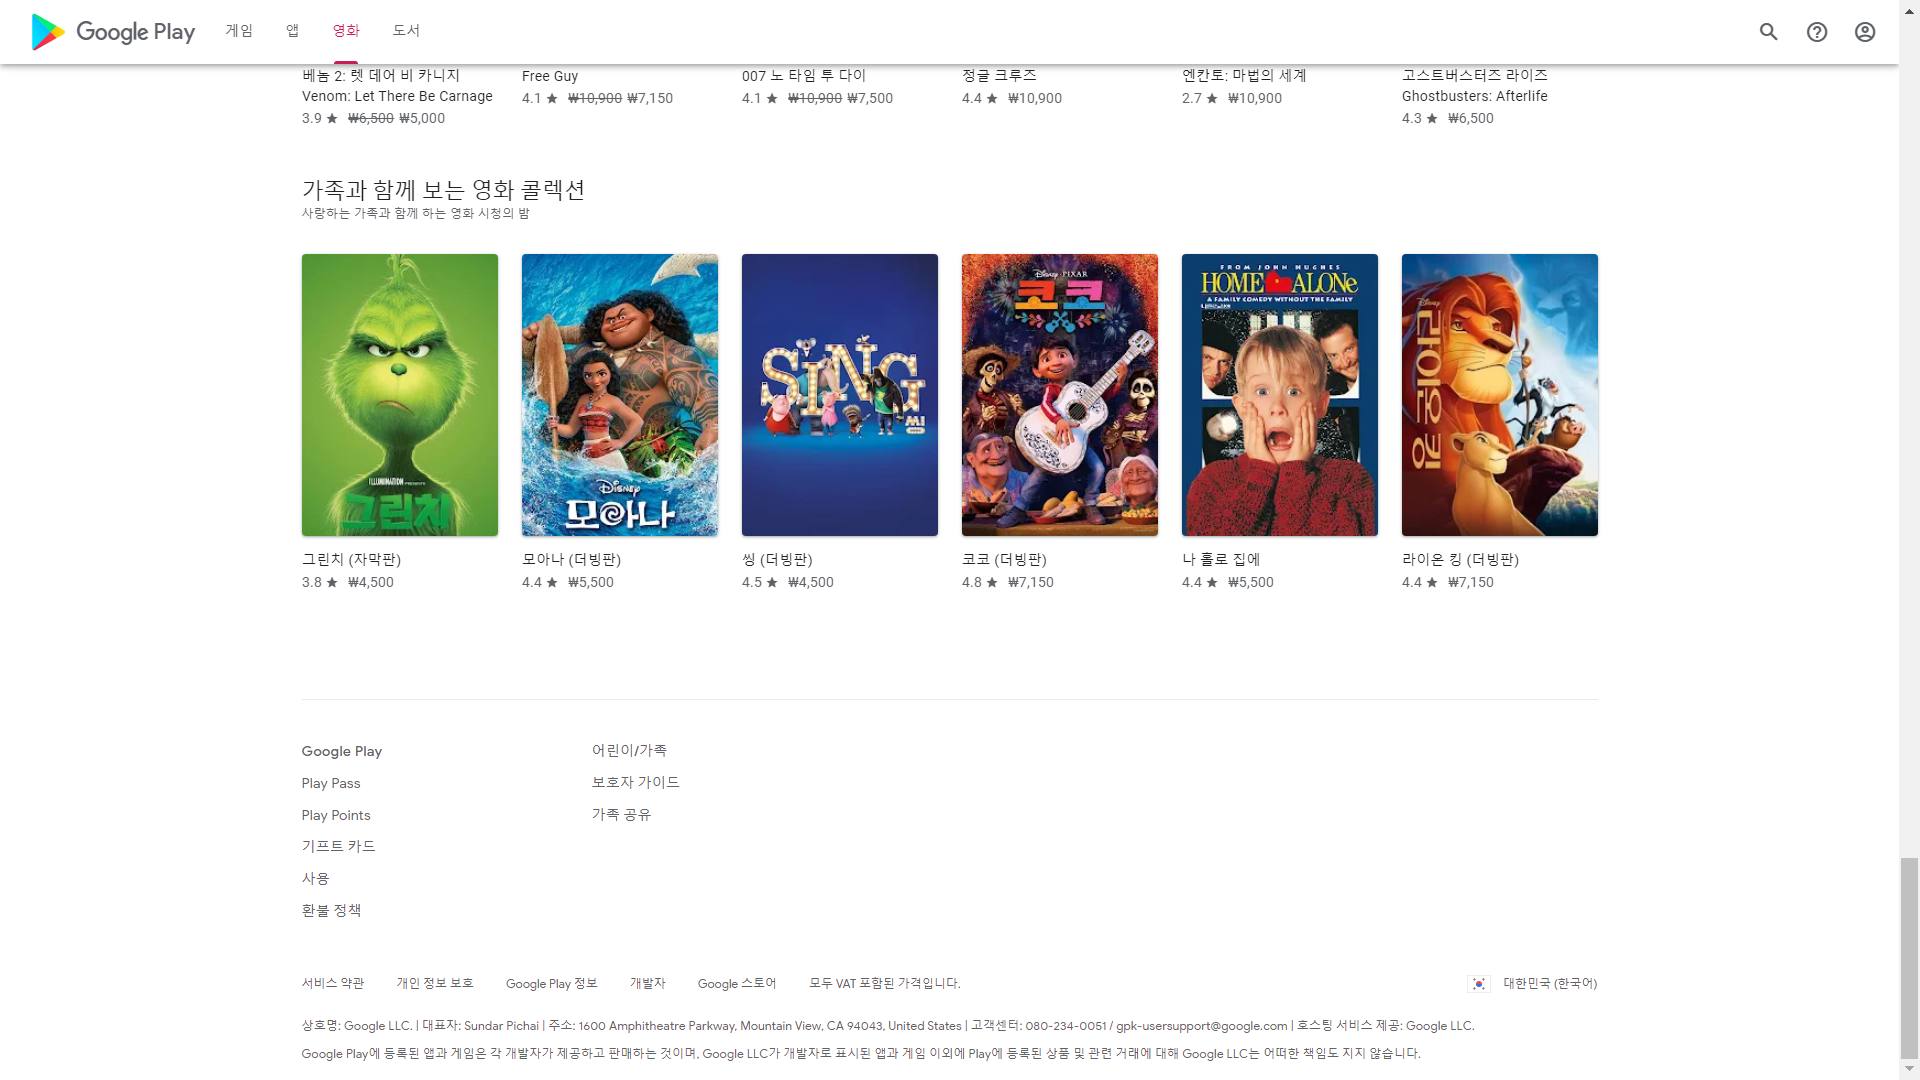 Google Play 게임 앱 영화 도서
베놈 2: 렛 데어 비 카니지
Venom: Let There Be Carnage
3.9 ★ ₩6,500 ₩5,000
Free Guy
4.1 ★ ₩10,900 ₩7,150
007 노 타임 투 다이
4.1 ★ ₩10,900 ₩7,500
정글 크루즈
4.4 ★ ₩10,900
엔칸토: 마법의 세계
2.7 ★ ₩10,900
고스트버스터즈 라이즈
Ghostbusters: Afterlife
4.3 ★ ₩6,500
가족과 함께 보는 영화 콜렉션
사랑하는 가족과 함께 하는 영화 시청의 밤
ILLUMINATION PRESENTS
그린치
Disney
모아나
SING
씽
Disney · PIXAR
코코
FROM JOHN HUGHES
HOME ALONe
A FAMILY COMEDY WITHOUT THE FAMILY
Disney
라이온 킹
그린치 (자막판)
3.8 ★ ₩4,500
모아나 (더빙판)
4.4 ★ ₩5,500
씽 (더빙판)
4.5 ★ ₩4,500
코코 (더빙판)
4.8 ★ ₩7,150
나 홀로 집에
4.4 ★ ₩5,500
라이온 킹 (더빙판)
4.4 ★ ₩7,150
Google Play
Play Pass
Play Points
기프트 카드
사용
환불 정책
어린이/가족
보호자 가이드
가족 공유
서비스 약관 개인 정보 보호 Google Play 정보 개발자 Google 스토어 모두 VAT 포함된 가격입니다. 대한민국 (한국어)
상호명: Google LLC. | 대표자: Sundar Pichai | 주소: 1600 Amphitheatre Parkway, Mountain View, CA 94043, United States | 고객센터: 080-234-0051 / gpk-usersupport@google.com | 호스팅 서비스 제공: Google LLC.
Google Play에 등록된 앱과 게임은 각 개발자가 제공하고 판매하는 것이며, Google LLC가 개발자로 표시된 앱과 게임 이외에 Play에 등록된 상품 및 관련 거래에 대해 Google LLC는 어떠한 책임도 지지 않습니다.